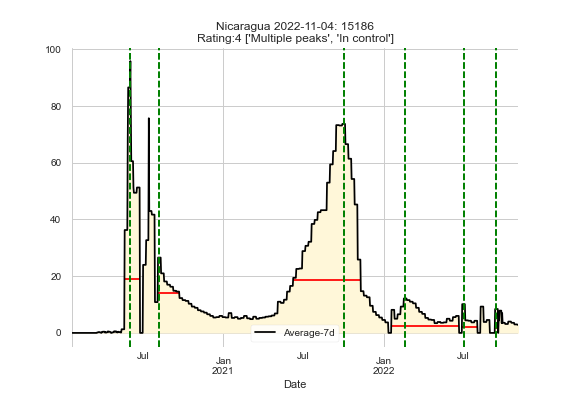 Nicaragua 2022-11-04: 15186
Rating:4 ['Multiple peaks', 'In control']
100
80
60
40
20
0
Average-7d
Jul
Jan
2021
Jul
Jan
2022
Jul
Date